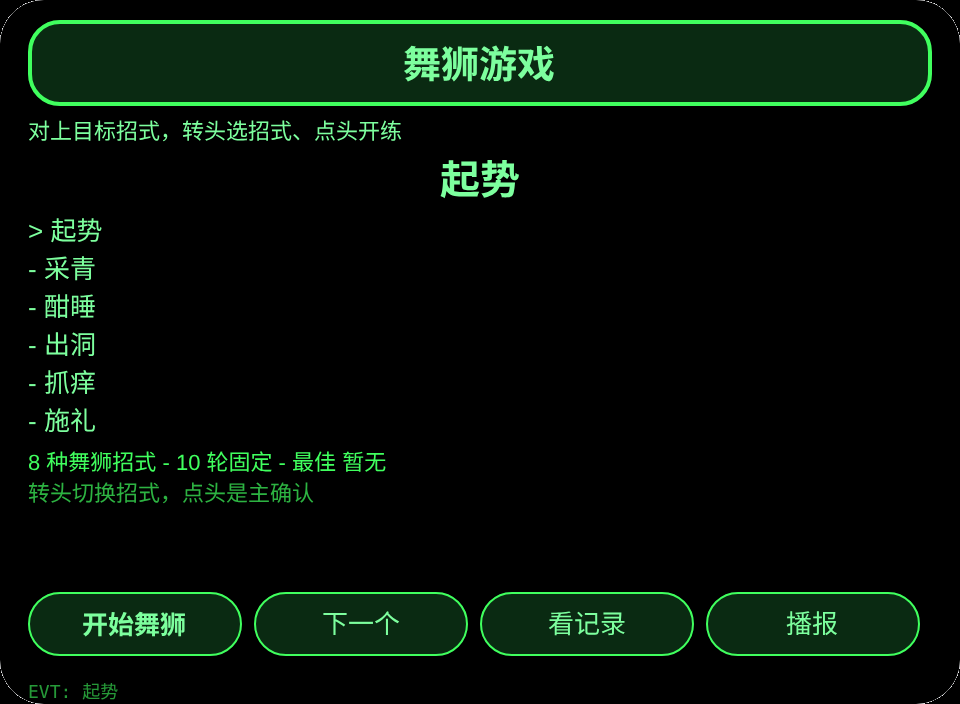 舞狮游戏
对上目标招式，转头选招式、点头开练
起势
> 起势
- 采青
- 酣睡
- 出洞
- 抓痒
- 施礼
8 种舞狮招式 - 10 轮固定 - 最佳 暂无
转头切换招式，点头是主确认
开始舞狮 下一个 看记录 播报
EVT: 起势